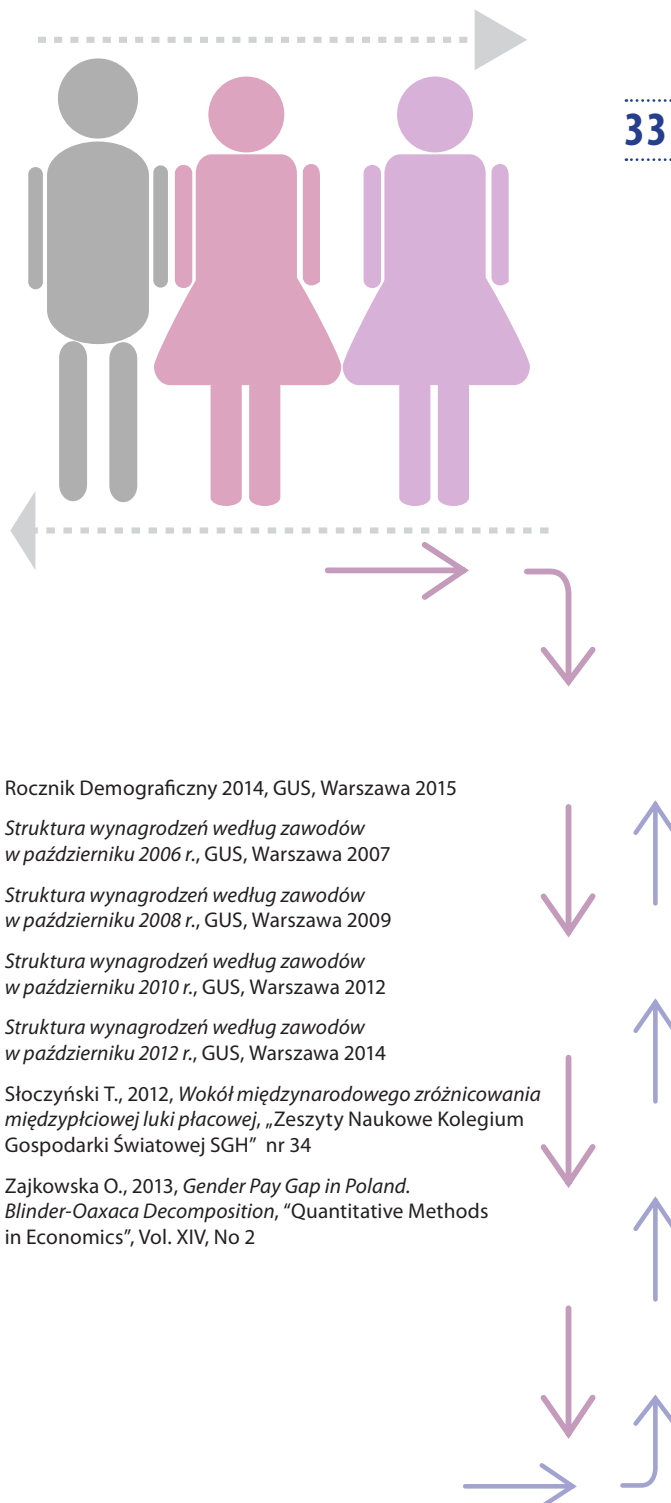 33
Rocznik Demograficzny 2014, GUS, Warszawa 2015
Struktura wynagrodzeń według zawodów
w październiku 2006 r., GUS, Warszawa 2007
Struktura wynagrodzeń według zawodów
w październiku 2008 r., GUS, Warszawa 2009
Struktura wynagrodzeń według zawodów
w październiku 2010 r., GUS, Warszawa 2012
Struktura wynagrodzeń według zawodów
w październiku 2012 r., GUS, Warszawa 2014
Słoczyński T., 2012, Wokół międzynarodowego zróżnicowania
międzypłciowej luki płacowej, „Zeszyty Naukowe Kolegium
Gospodarki Światowej SGH” nr 34
Zajkowska O., 2013, Gender Pay Gap in Poland.
Blinder-Oaxaca Decomposition, “Quantitative Methods
in Economics”, Vol. XIV, No 2